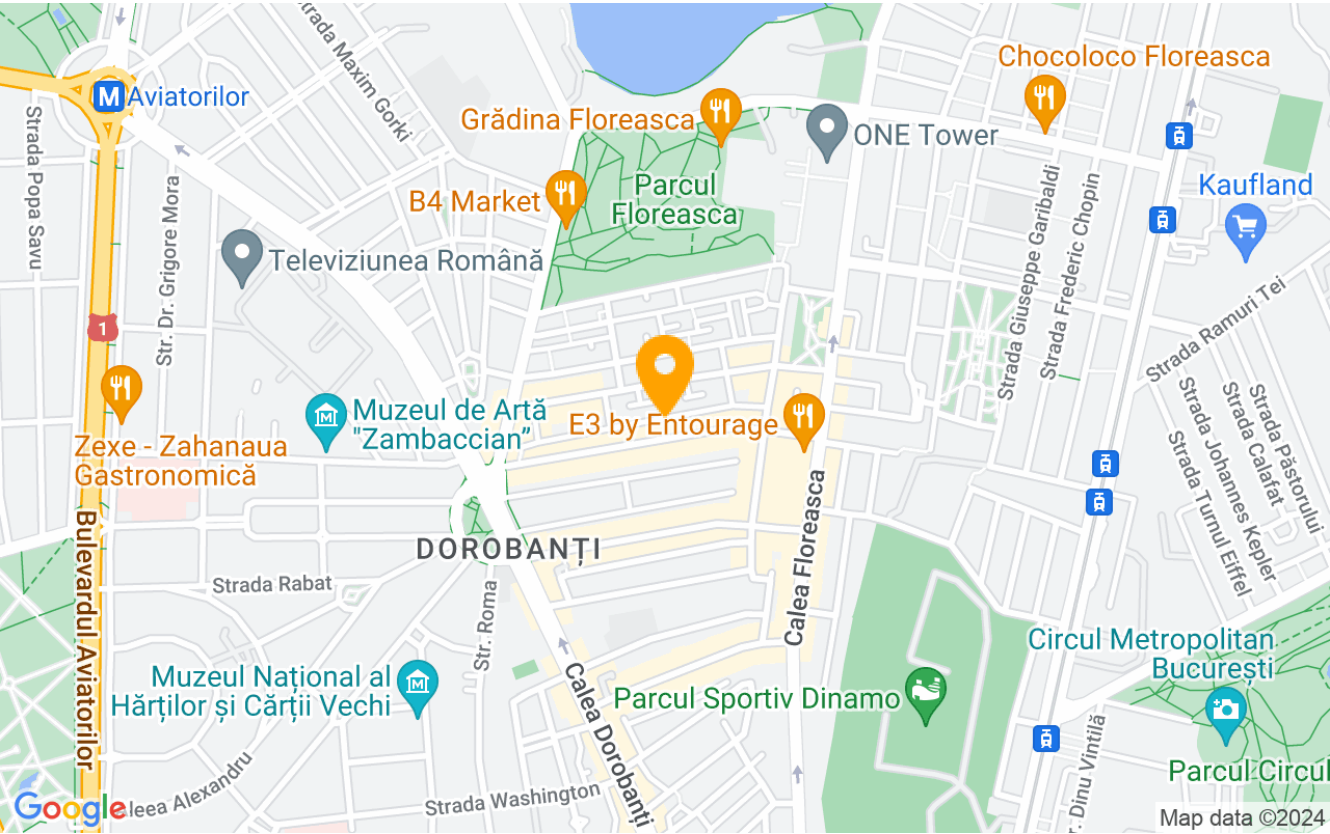 Strada Maxim Gorki
Chocoloco Floreasca
M Aviatorilor
Grădina Floreasca
ONE Tower
Strada Popa Savu
Str. Dr. Grigore Mora
B4 Market
Parcul
Floreasca
Kaufland
Strada Giuseppe Garibaldi
Strada Frederic Chopin
Televiziunea Română
1
Strada Ramuri Tei
Muzeul de Artă
"Zambaccian”
E3 by Entourage
Zexe - Zahanaua
Gastronomică
Strada Păstorului
Strada Calafat
Strada Johannes Kepler
Strada Turnul Eiffel
DOROBANȚI
Calea Floreasca
Bulevardul Aviatorilor
Strada Rabat
Str. Roma
Circul Metropolitan
București
Muzeul Național al
Hărților și Cărții Vechi
Calea Dorobanți
Parcul Sportiv Dinamo
Parcul Circul
Strada Washington
Google
Map data ©2024